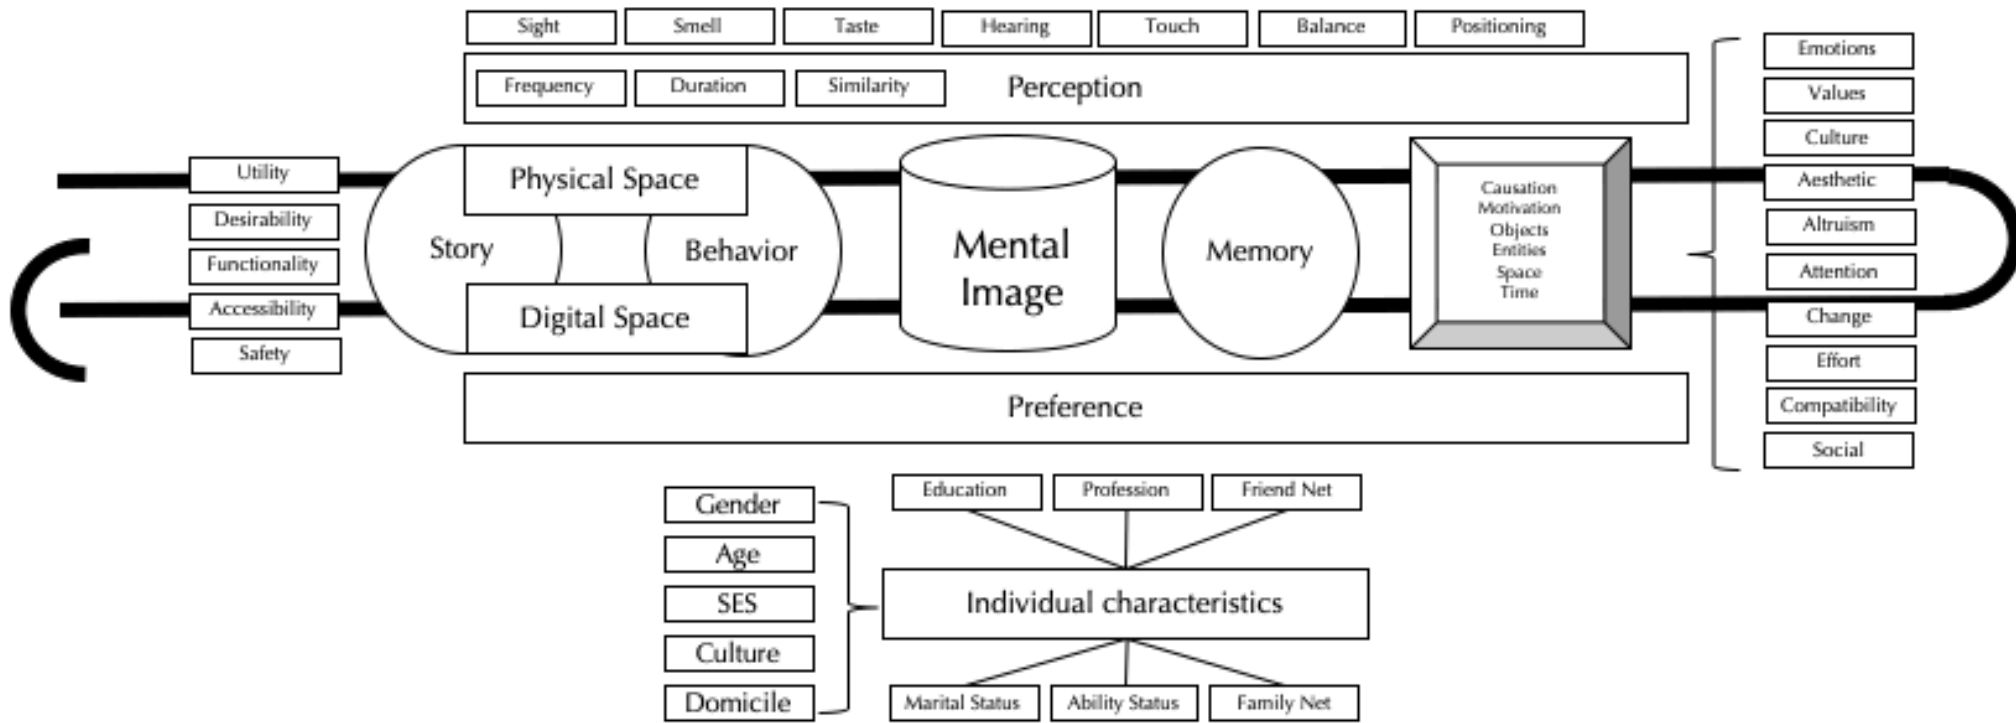 Sight
Smell
Taste
Hearing
Touch
Balance
Positioning
Frequency
Duration
Similarity
Perception
Utility
Desirability
Functionality
Accessibility
Safety
Physical Space
Story
Behavior
Digital Space
Mental
Image
Memory
Causation
Motivation
Objects
Entities
Space
Time
Emotions
Values
Culture
Aesthetic
Altruism
Attention
Change
Effort
Compatibility
Social
Preference
Gender
Age
SES
Culture
Domicile
Education
Profession
Friend Net
Individual characteristics
Marital Status
Ability Status
Family Net